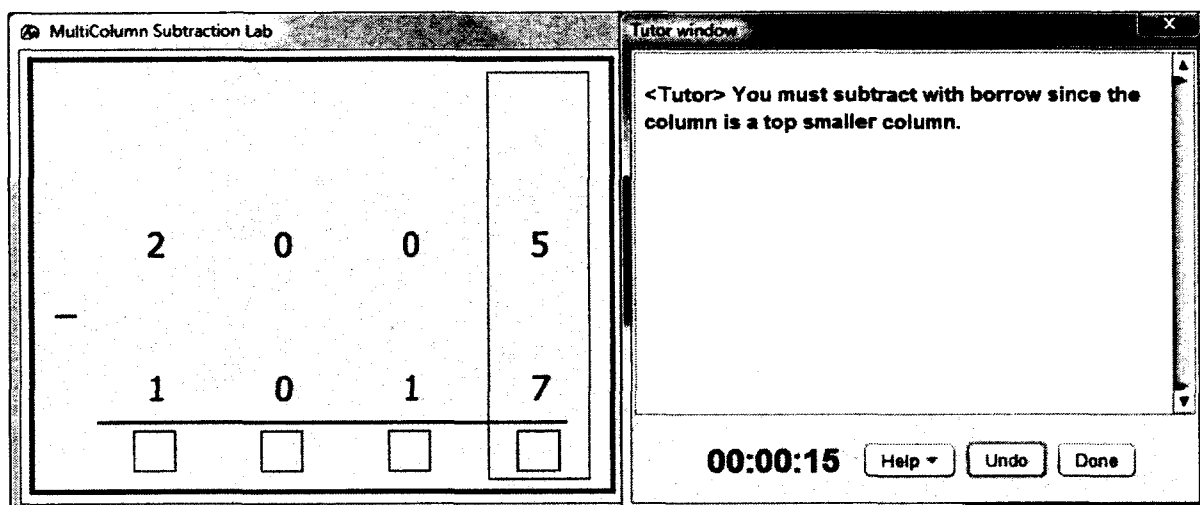 MultiColumn Subtraction Lab
2 0 0 5
–
1 0 1 7
Tutor window
X
<Tutor> You must subtract with borrow since the
column is a top smaller column.
00:00:15 Help Undo Done